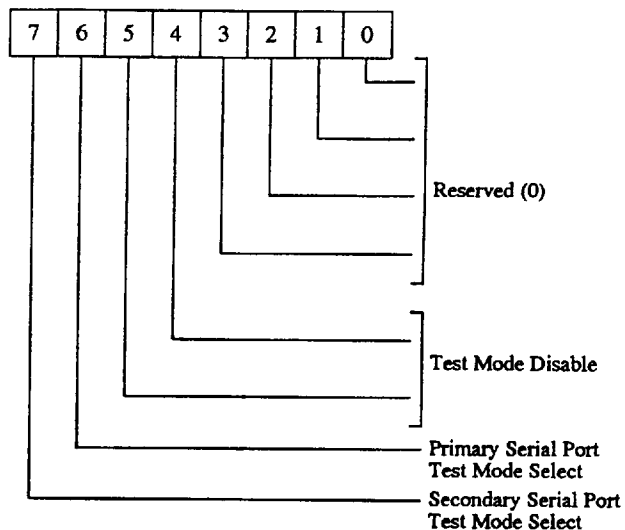 7 6 5 4 3 2 1 0
Reserved (0)
Test Mode Disable
Primary Serial Port
Test Mode Select
Secondary Serial Port
Test Mode Select